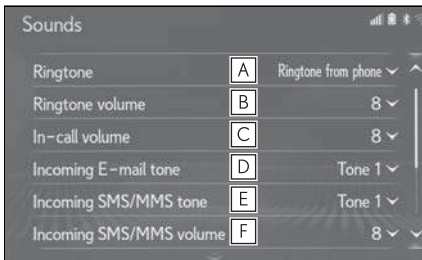 Sounds
Ringtone A Ringtone from phone
Ringtone volume B 8
In-call volume C 8
Incoming E-mail tone D Tone 1
Incoming SMS/MMS tone E Tone 1
Incoming SMS/MMS volume F 8